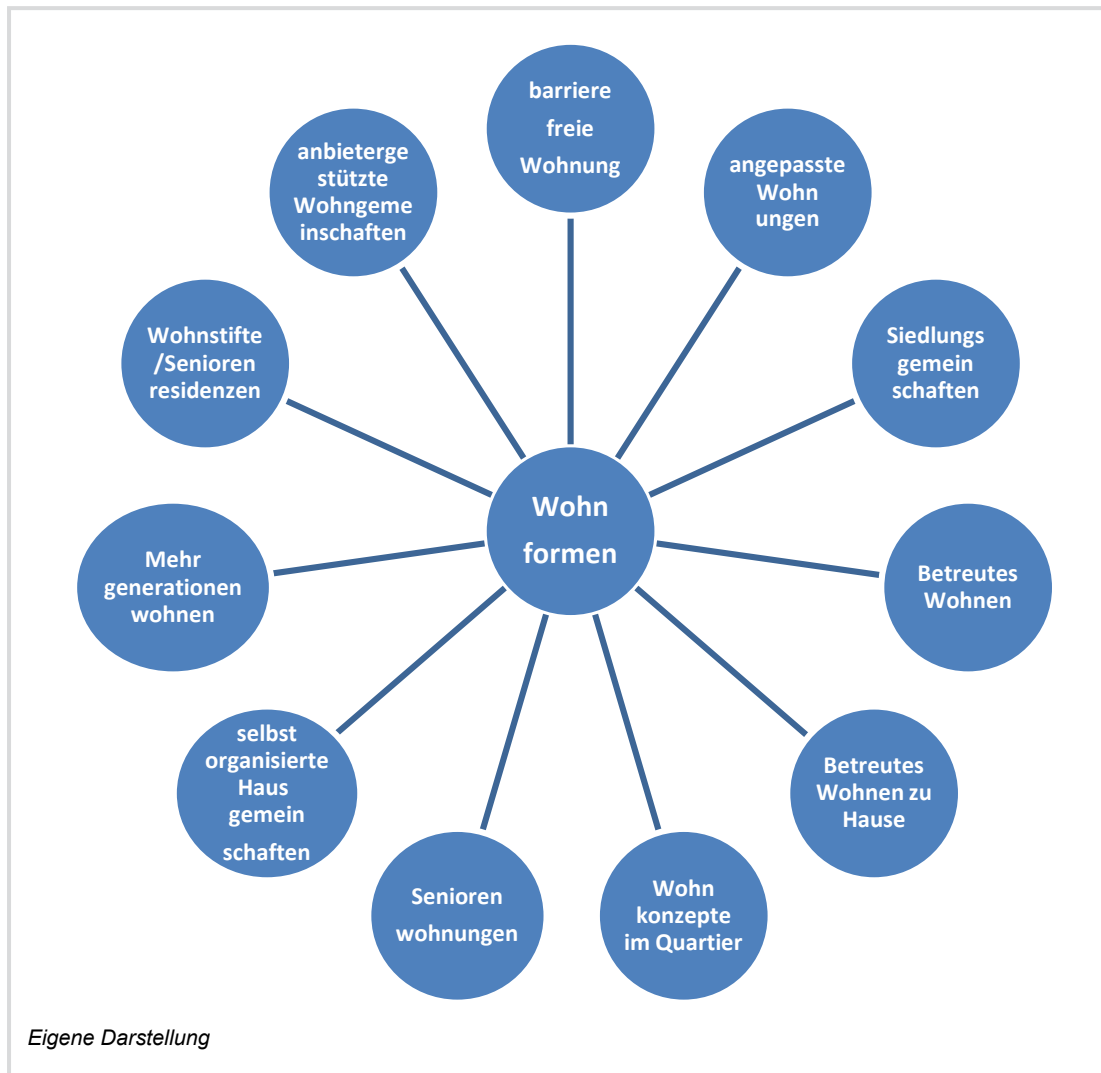 barriere
freie
Wohnung
angepasste
Wohn
ungen
Siedlungs
gemein
schaften
Betreutes
Wohnen
Betreutes
Wohnen zu
Hause
Wohn
konzepte
im Quartier
Senioren
wohnungen
selbst
organisierte
Haus
gemein
schaften
Mehr
generationen
wohnen
Wohnstifte
/Senioren
residenzen
anbieterge
stützte
Wohngeme
inschaften
Wohn
formen
Eigene Darstellung